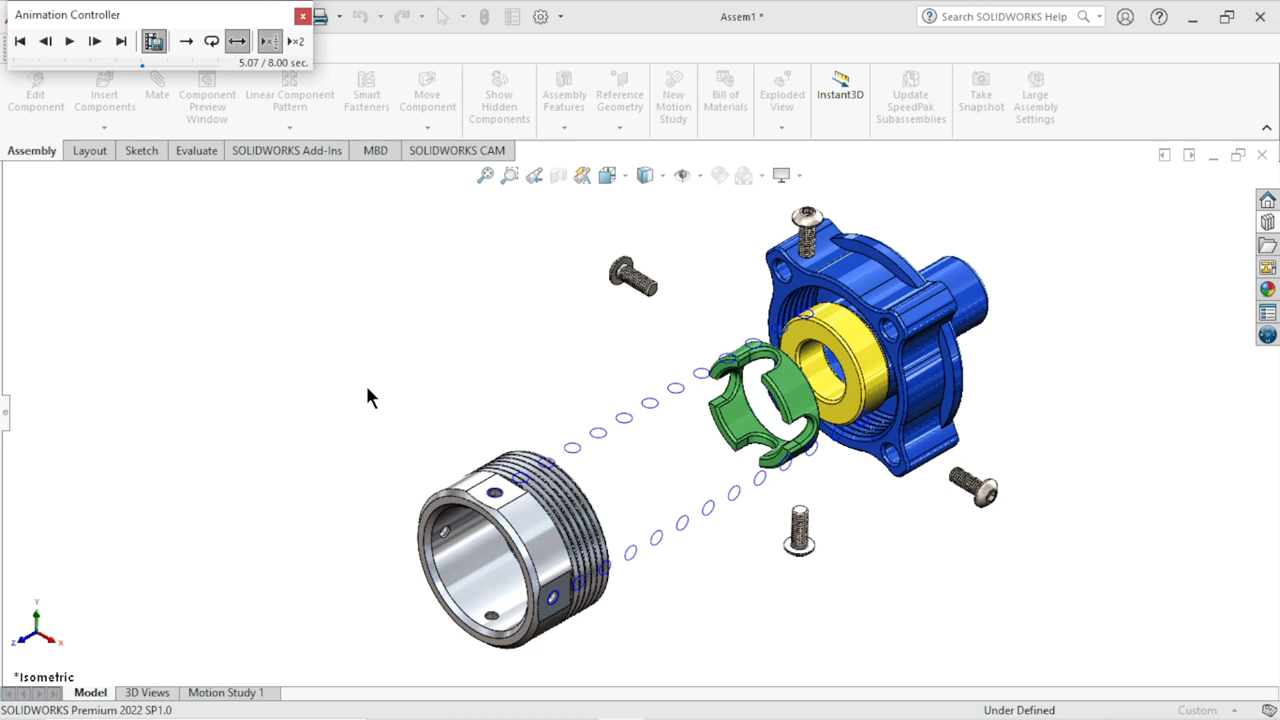 Animation Controller
Assem1 *
Search SOLIDWORKS Help
x½
x2
5.07 / 8.00 sec.
Edit Component
Insert Components
Mate
Component Preview Window
Linear Component Pattern
Smart Fasteners
Move Component
Show Hidden Components
Assembly Features
Reference Geometry
New Motion Study
Bill of Materials
Exploded View
Instant3D
Update SpeedPak Subassemblies
Take Snapshot
Large Assembly Settings
Assembly Layout Sketch Evaluate SOLIDWORKS Add-Ins MBD SOLIDWORKS CAM
Y
Z X
*Isometric
Model 3D Views Motion Study 1
SOLIDWORKS Premium 2022 SP1.0 Under Defined Custom